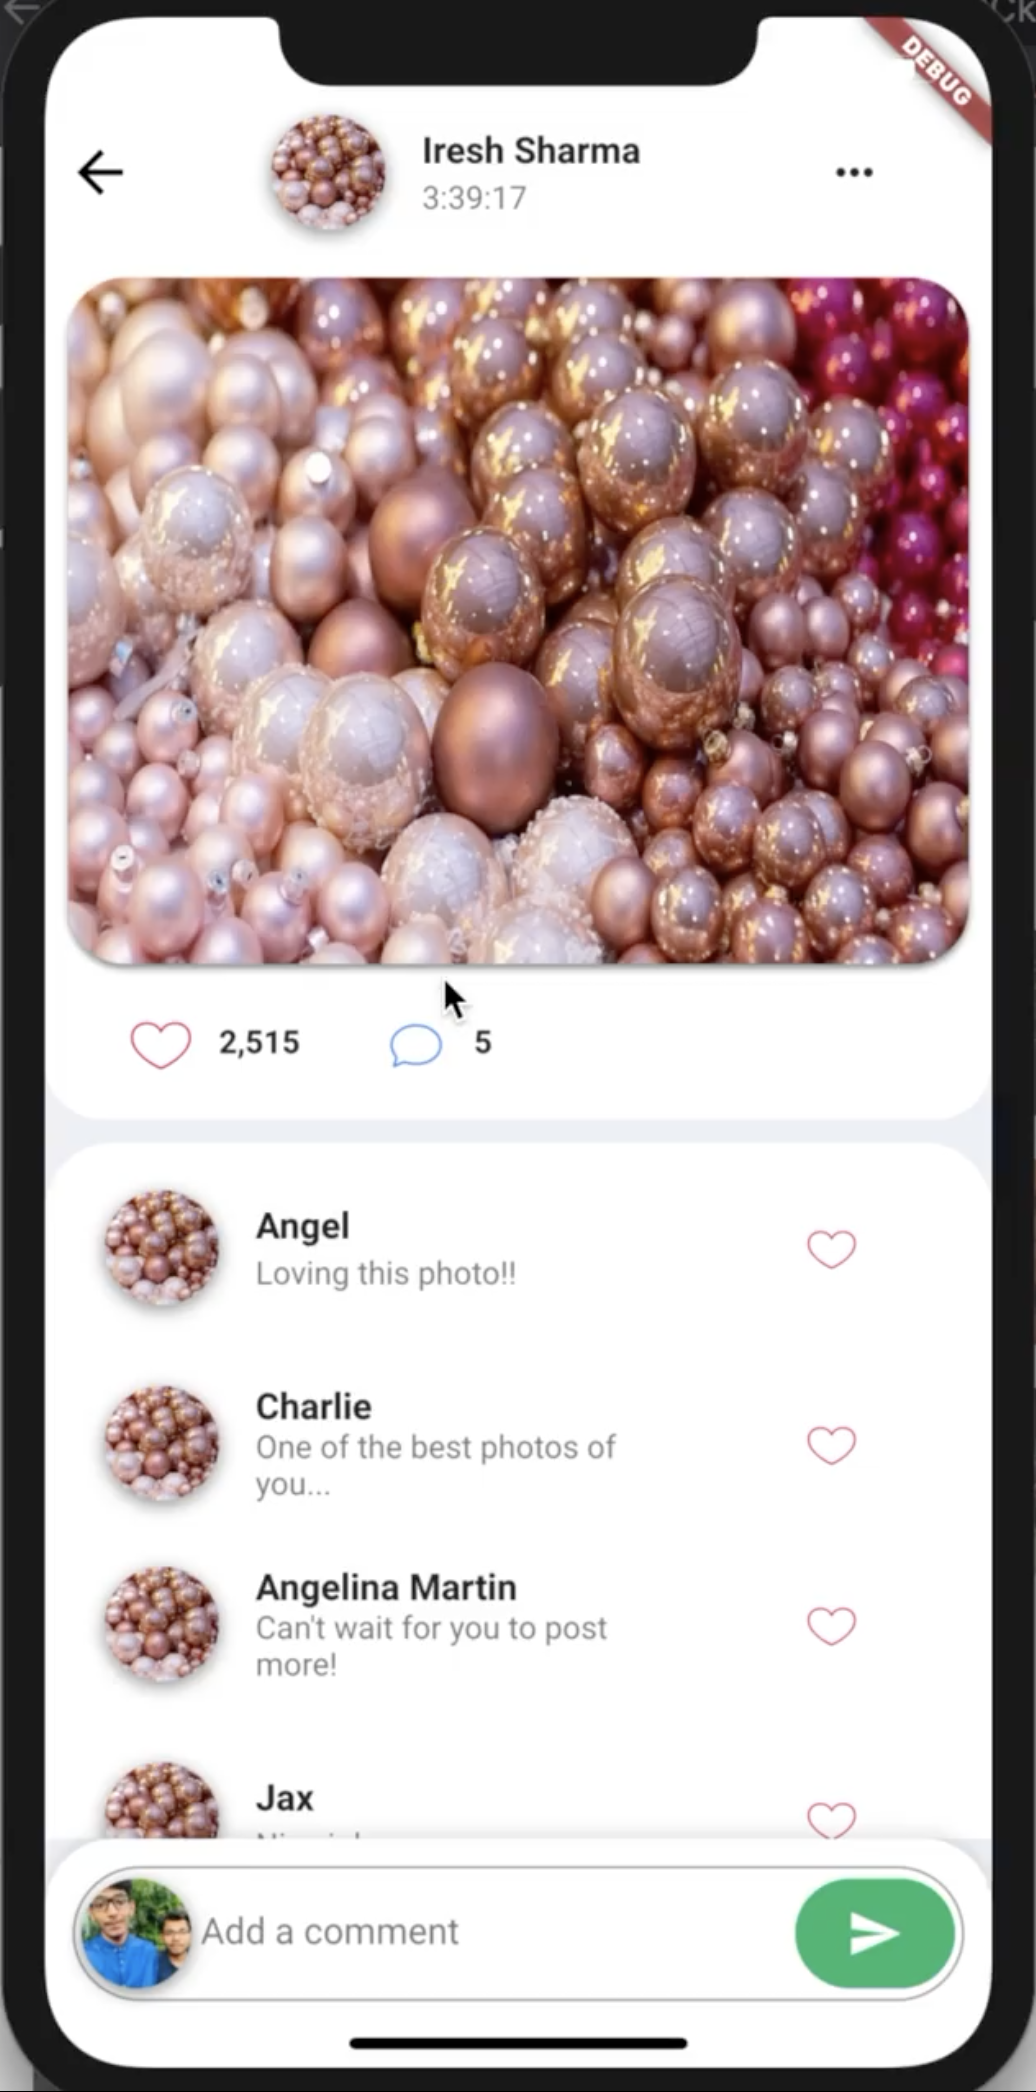 DEBUG
Iresh Sharma
3:39:17
2,515
5
Angel
Loving this photo!!
Charlie
One of the best photos of
you...
Angelina Martin
Can't wait for you to post
more!
Jax
Add a comment